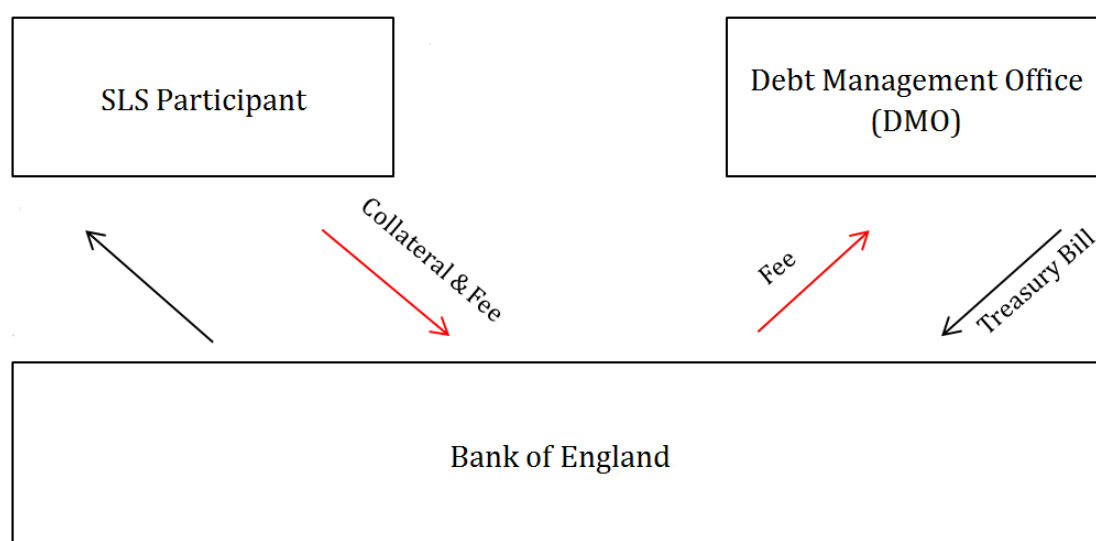 SLS Participant
Debt Management Office
(DMO)
Collateral & Fee
Fee
Treasury Bill
Bank of England